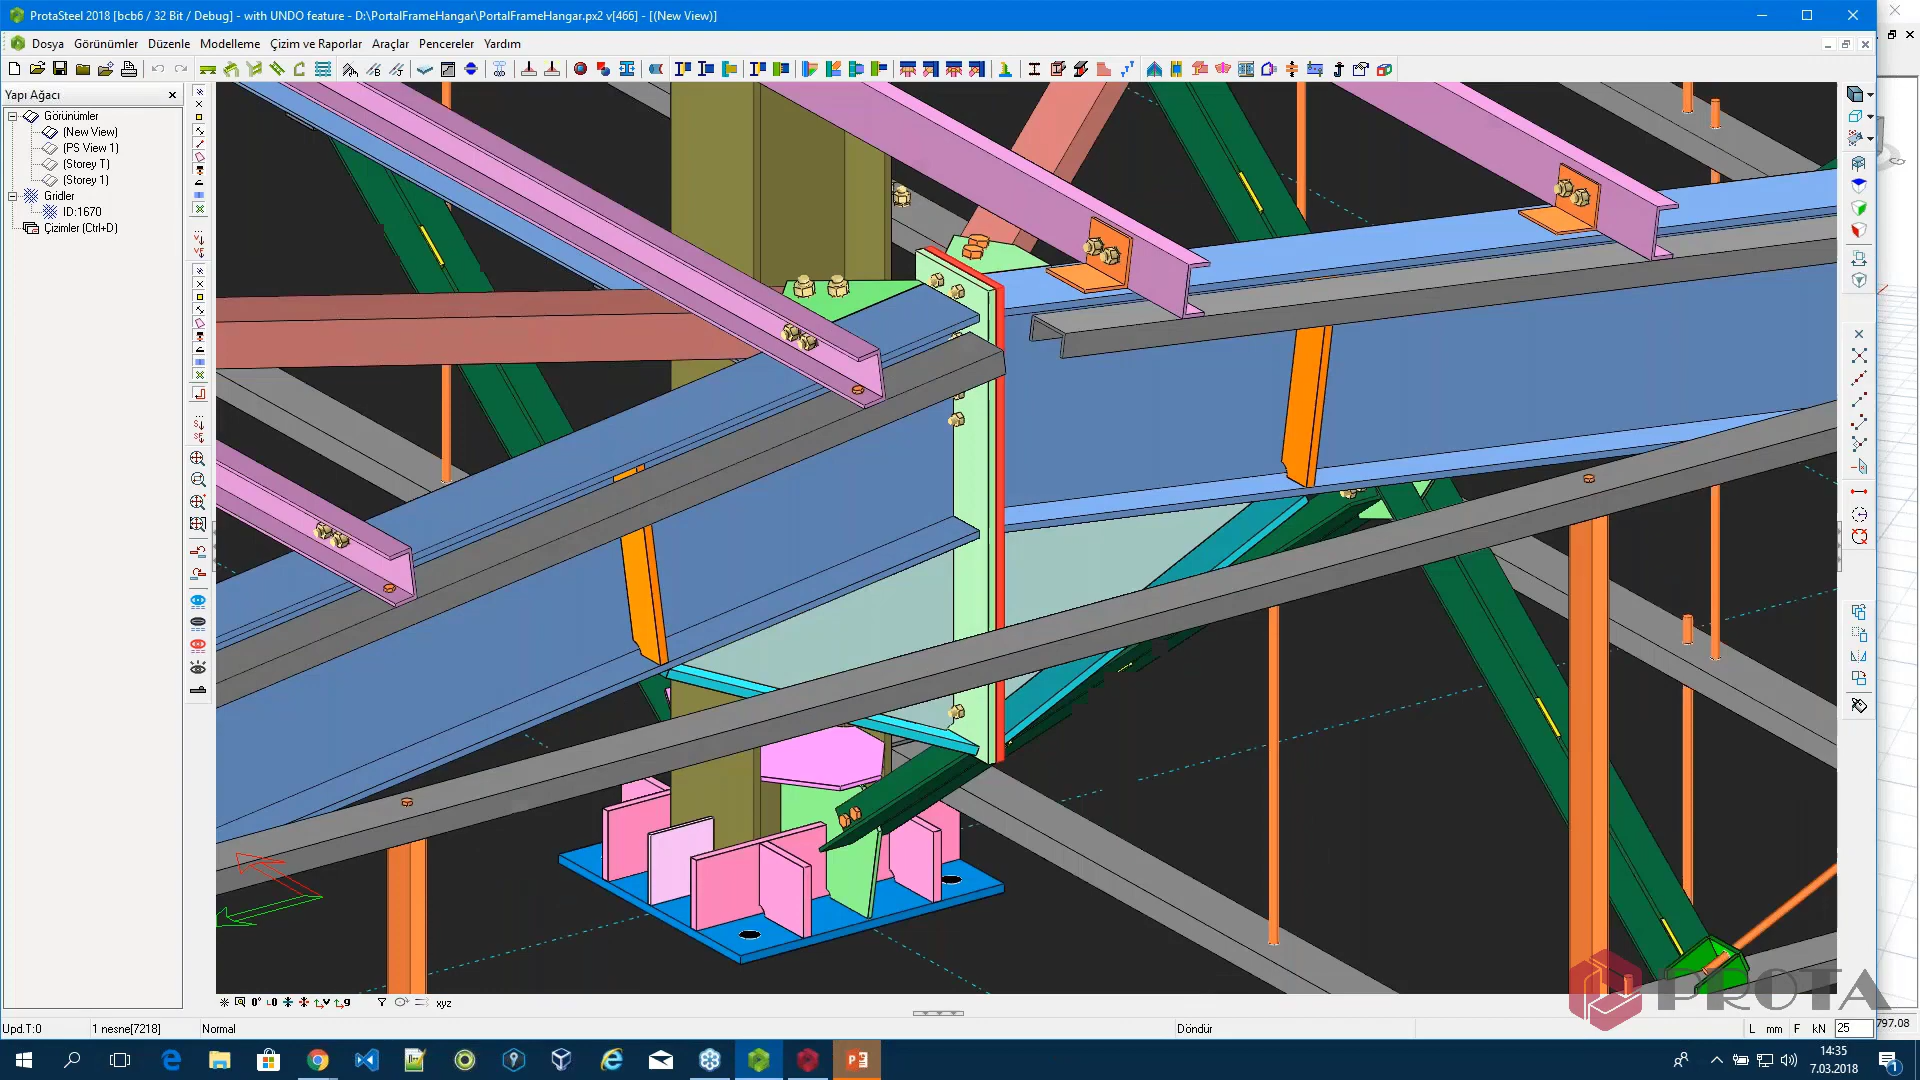 ProtaSteel 2018 [bcb6 / 32 Bit / Debug] - with UNDO feature - D:\PortalFrameHangar\PortalFrameHangar.px2 v[466] - [(New View)]
Dosya Görünümler Düzenle Modelleme Çizim ve Raporlar Araçlar Pencereler Yardım
Yapı Ağacı
Görünümler
(New View)
(PS View 1)
(Storey T)
(Storey 1)
Gridler
ID:1670
Çizimler (Ctrl+D)
xyz
PROTA
Upd.T:0 1 nesne[7218] Normal Döndür L mm F kN 25 797.08
14:35
7.03.2018